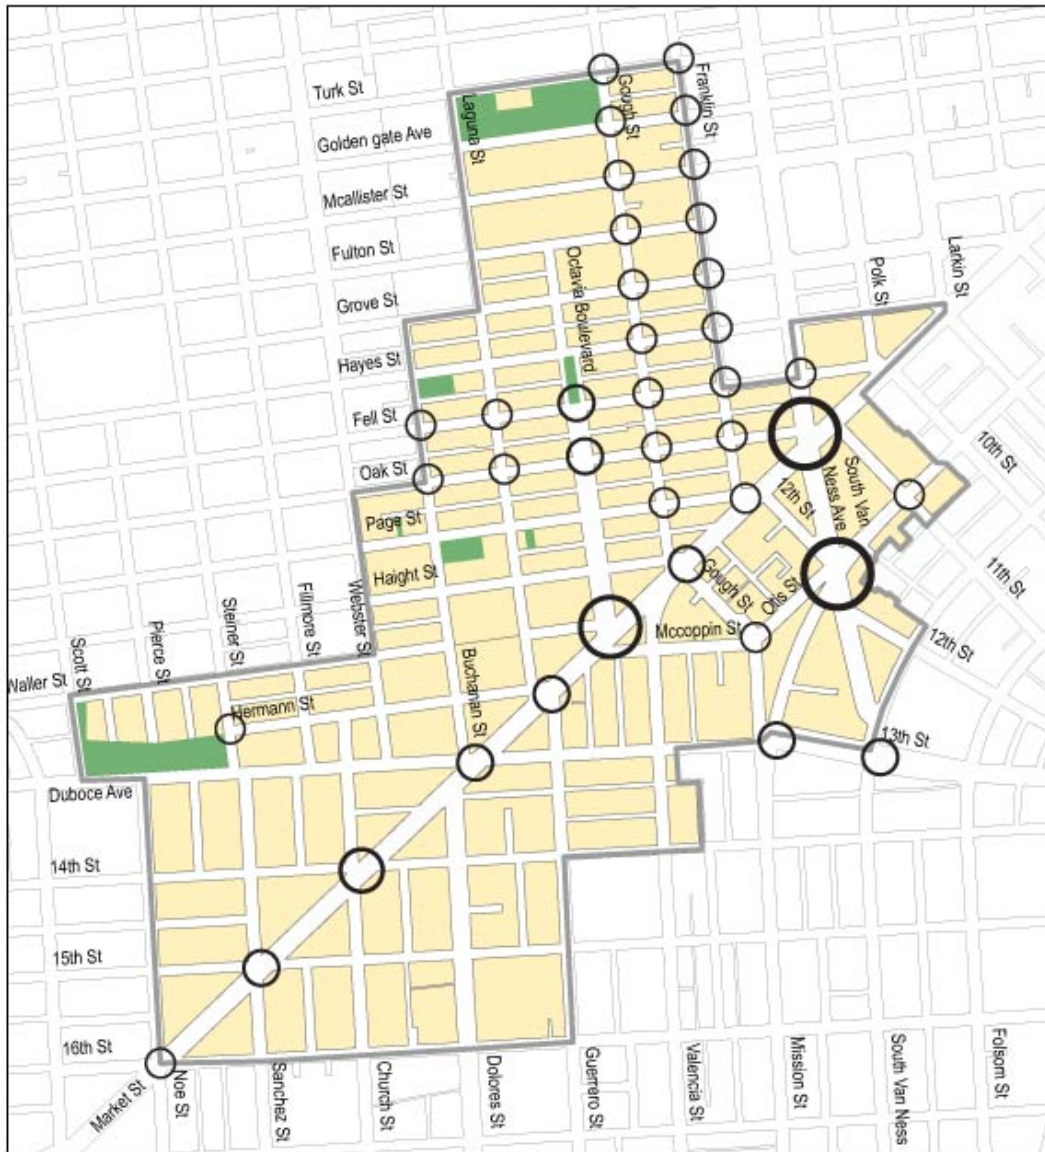 Turk St
Golden gate Ave
Mcallister St
Fulton St
Grove St
Hayes St
Fell St
Oak St
Page St
Haight St
Laguna St
Gough St
Franklin St
Octavia Boulevard
Polk St
Larkin St
10th St
11th St
12th St
12th St
South Van
Ness Ave
Gough St
Otis St
Mccoppin St
13th St
Webster St
Fillmore St
Steiner St
Pierce St
Scott St
Waller St
Hermann St
Buchanan St
Duboce Ave
14th St
15th St
16th St
Market St
Noe St
Sanchez St
Church St
Dolores St
Guerrero St
Valencia St
Mission St
South Van Ness
Folsom St